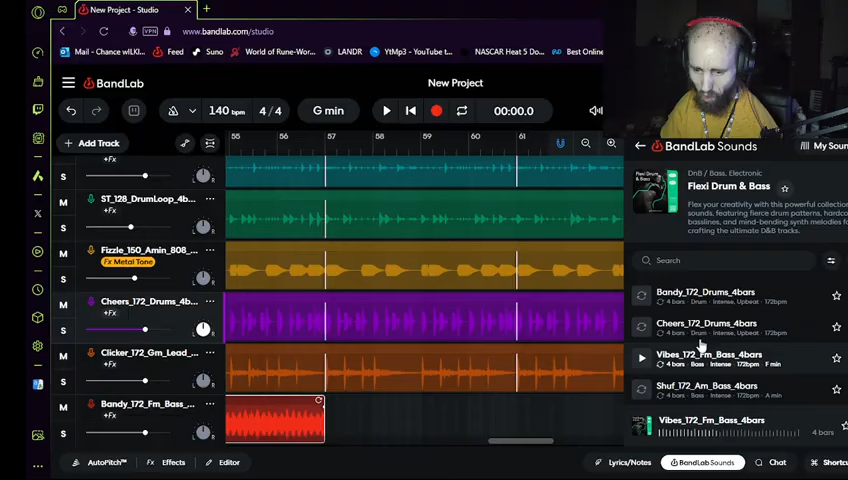 New Project - Studio
VPN
www.bandlab.com/studio
Mail - Chance wILKI...
Feed
Suno
World of Rune-Wor...
LANDR
YtMp3 - YouTube t...
NASCAR Heat 5 Do...
Best Online
BandLab
New Project
140 bpm
4/4
G min
00:00.0
Add Track
55
56
57
58
59
60
61
BandLab Sounds
My Soun
DnB / Bass, Electronic
Flexi Drum & Bass
Flex your creativity with this powerful collection
sounds, featuring fierce drum patterns, hardc
basslines, and mind-bending synth melodies for
crafting the ultimate D&B tracks.
Search
+Fx
S
L
R
M
ST_128_DrumLoop_4b...
+Fx
S
L
R
M
Fizzle_150_Amin_808_...
Fx Metal Tone
S
L
R
M
Cheers_172_Drums_4b...
+Fx
S
L
R
M
Clicker_172_Gm_Lead_...
+Fx
S
L
R
M
Bandy_172_Fm_Bass_...
+Fx
S
L
R
Bandy_172_Drums_4bars
4 bars · Drum · Intense, Upbeat · 172bpm
Cheers_172_Drums_4bars
4 bars · Drum · Intense, Upbeat · 172bpm
Vibes_172_Fm_Bass_4bars
4 bars · Bass · Intense · 172bpm · F min
Shuf_172_Am_Bass_4bars
4 bars · Bass · Intense · 172bpm · A min
Vibes_172_Fm_Bass_4bars
4 bars
AutoPitch™
Fx Effects
Editor
Lyrics/Notes
BandLab Sounds
Chat
Shortcu